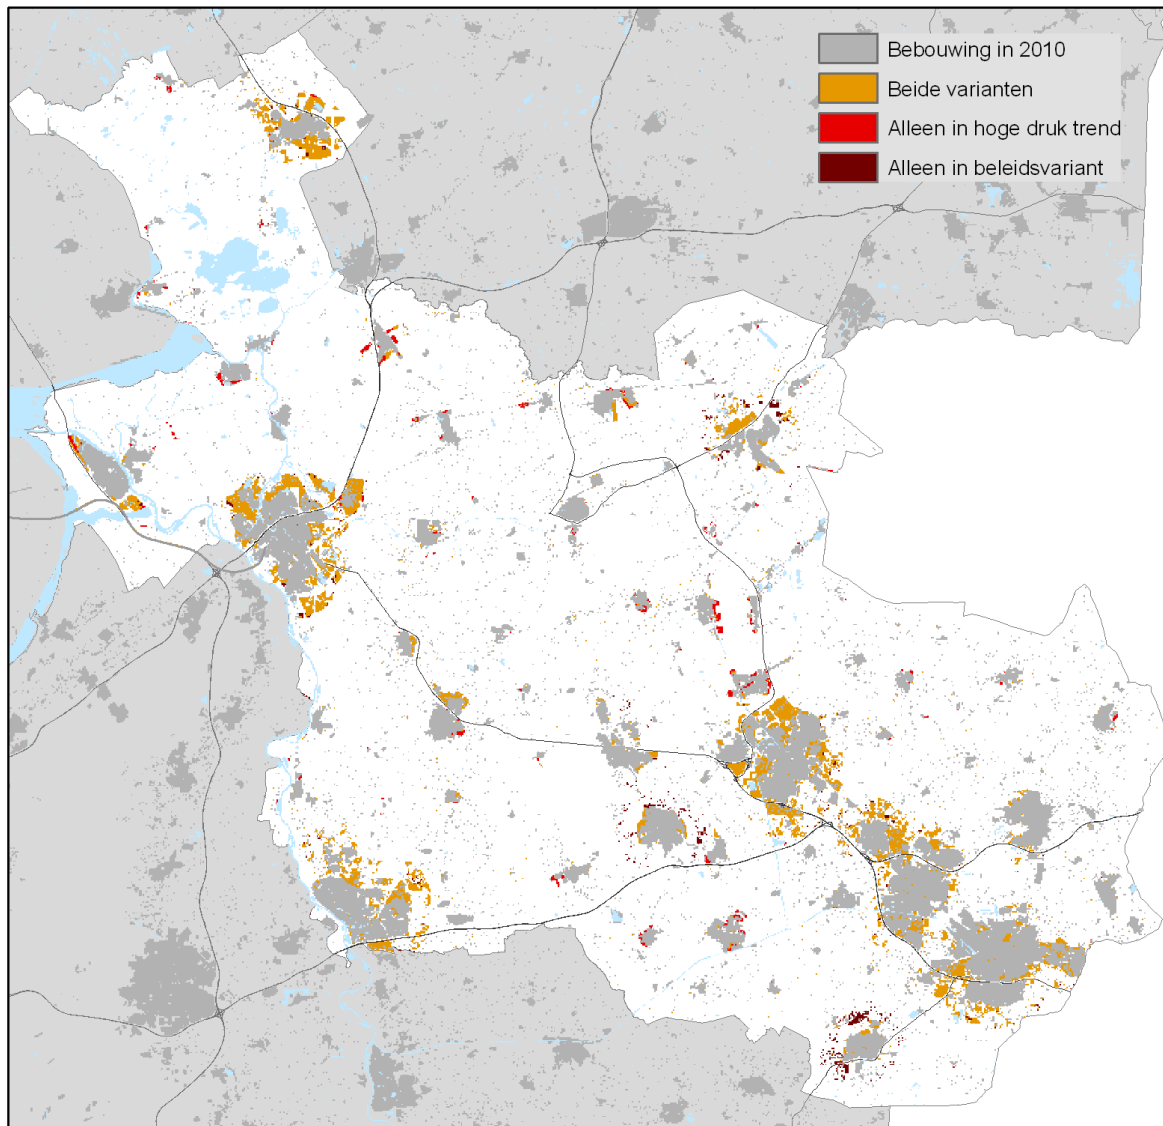 Bebouwing in 2010
Beide varianten
Alleen in hoge druk trend
Alleen in beleidsvariant